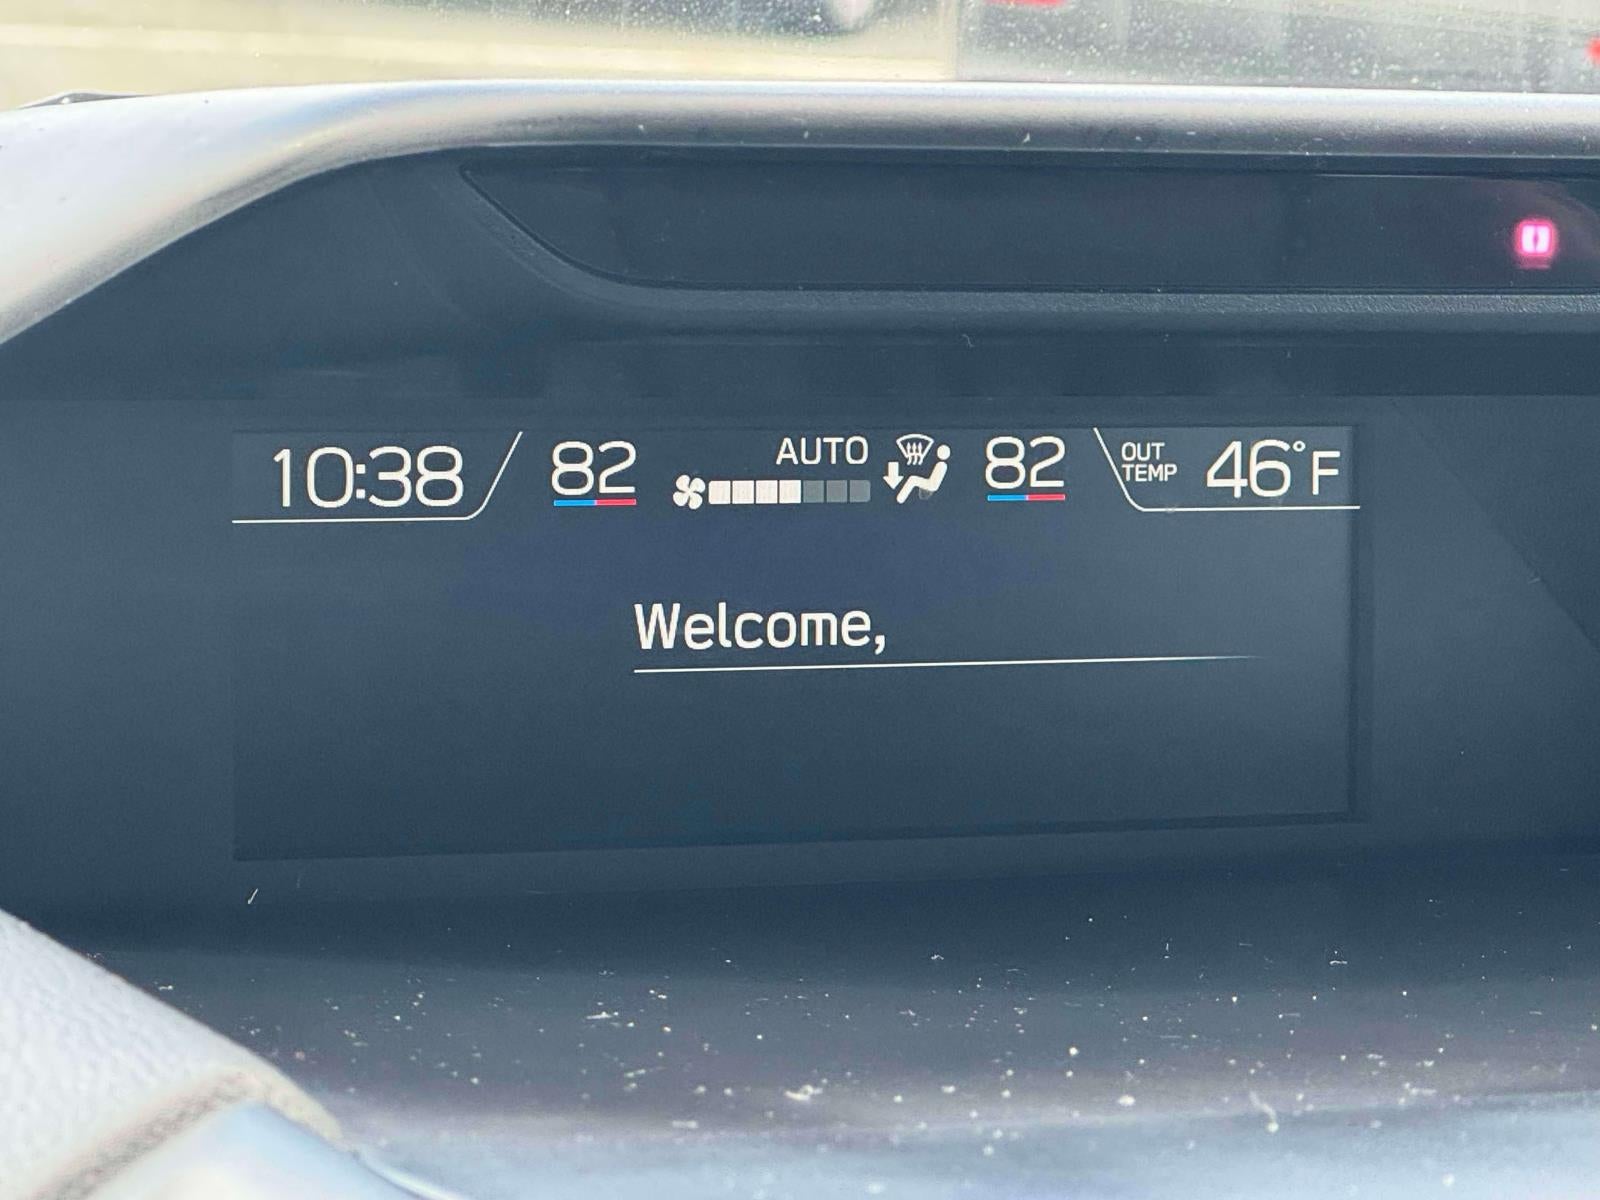 10:38 82 AUTO 82 OUT TEMP 46°F
Welcome,